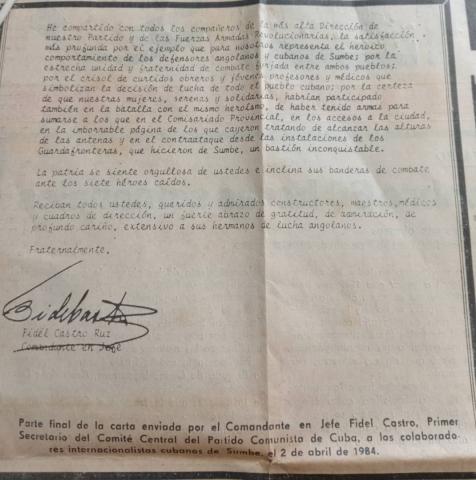 He compartido con todos los compañeros de la más alta Dirección de
nuestro Partido y de las Fuerzas Armadas Revolucionarias, la satisfacción
más profunda por el ejemplo que para nosotros representa el heroico
comportamiento de los defensores angolanos y cubanos de Sumbe; por la
estrecha unidad y fraternidad de combate forjada entre ambos pueblos;
por el crisol de curtidos obreros y jóvenes profesores y médicos que
simbolizan la decisión de lucha de todo el pueblo cubano; por la certeza
de que nuestras mujeres, serenas y solidarias, habrían participado
también en la batalla con el mismo heroísmo, de haber tenido armas para
sumarse a los que en el Comisariado Provincial, en los accesos a la ciudad,
en la imborrable página de los que cayeron tratando de alcanzar las alturas
de las antenas y en el contraataque desde las instalaciones de los
Guardafronteras, que hicieron de Sumbe, un bastión inconquistable.
La patria se siente orgullosa de ustedes e inclina sus banderas de combate
ante los siete héroes caídos.
Reciban todos ustedes, queridos y admirados constructores, maestros, médicos
y cuadros de dirección, un fuerte abrazo de gratitud, de admiración, de
profundo cariño, extensivo a sus hermanos de lucha angolanos.
Fraternalmente,
Fidel Castro Ruz
Comandante en Jefe
Parte final de la carta enviada por el Comandante en Jefe Fidel Castro, Primer
Secretario del Comité Central del Partido Comunista de Cuba, a los colaborado-
res internacionalistas cubanos de Sumbe, el 2 de abril de 1984.